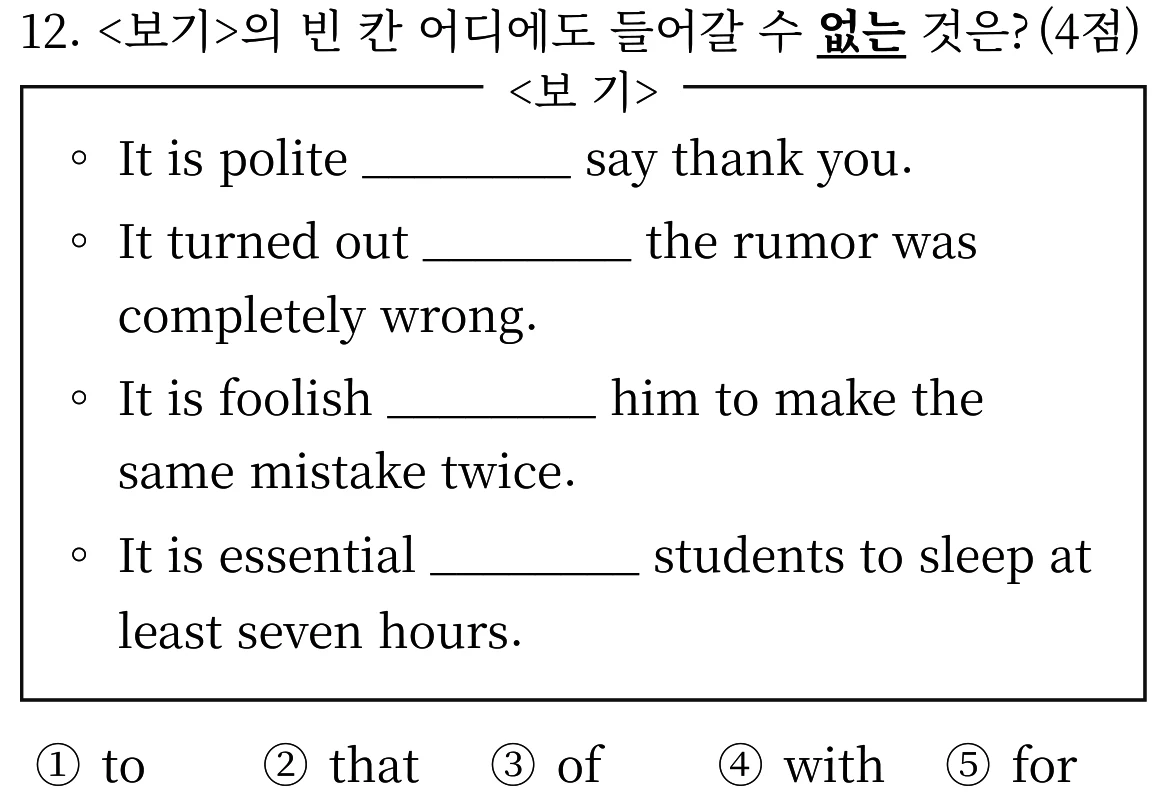 12. <보기>의 빈 칸 어디에도 들어갈 수 없는 것은?(4점)
<보 기>
◦ It is polite ________ say thank you.
◦ It turned out ________ the rumor was
completely wrong.
◦ It is foolish ________ him to make the
same mistake twice.
◦ It is essential ________ students to sleep at
least seven hours.
① to ② that ③ of ④ with ⑤ for